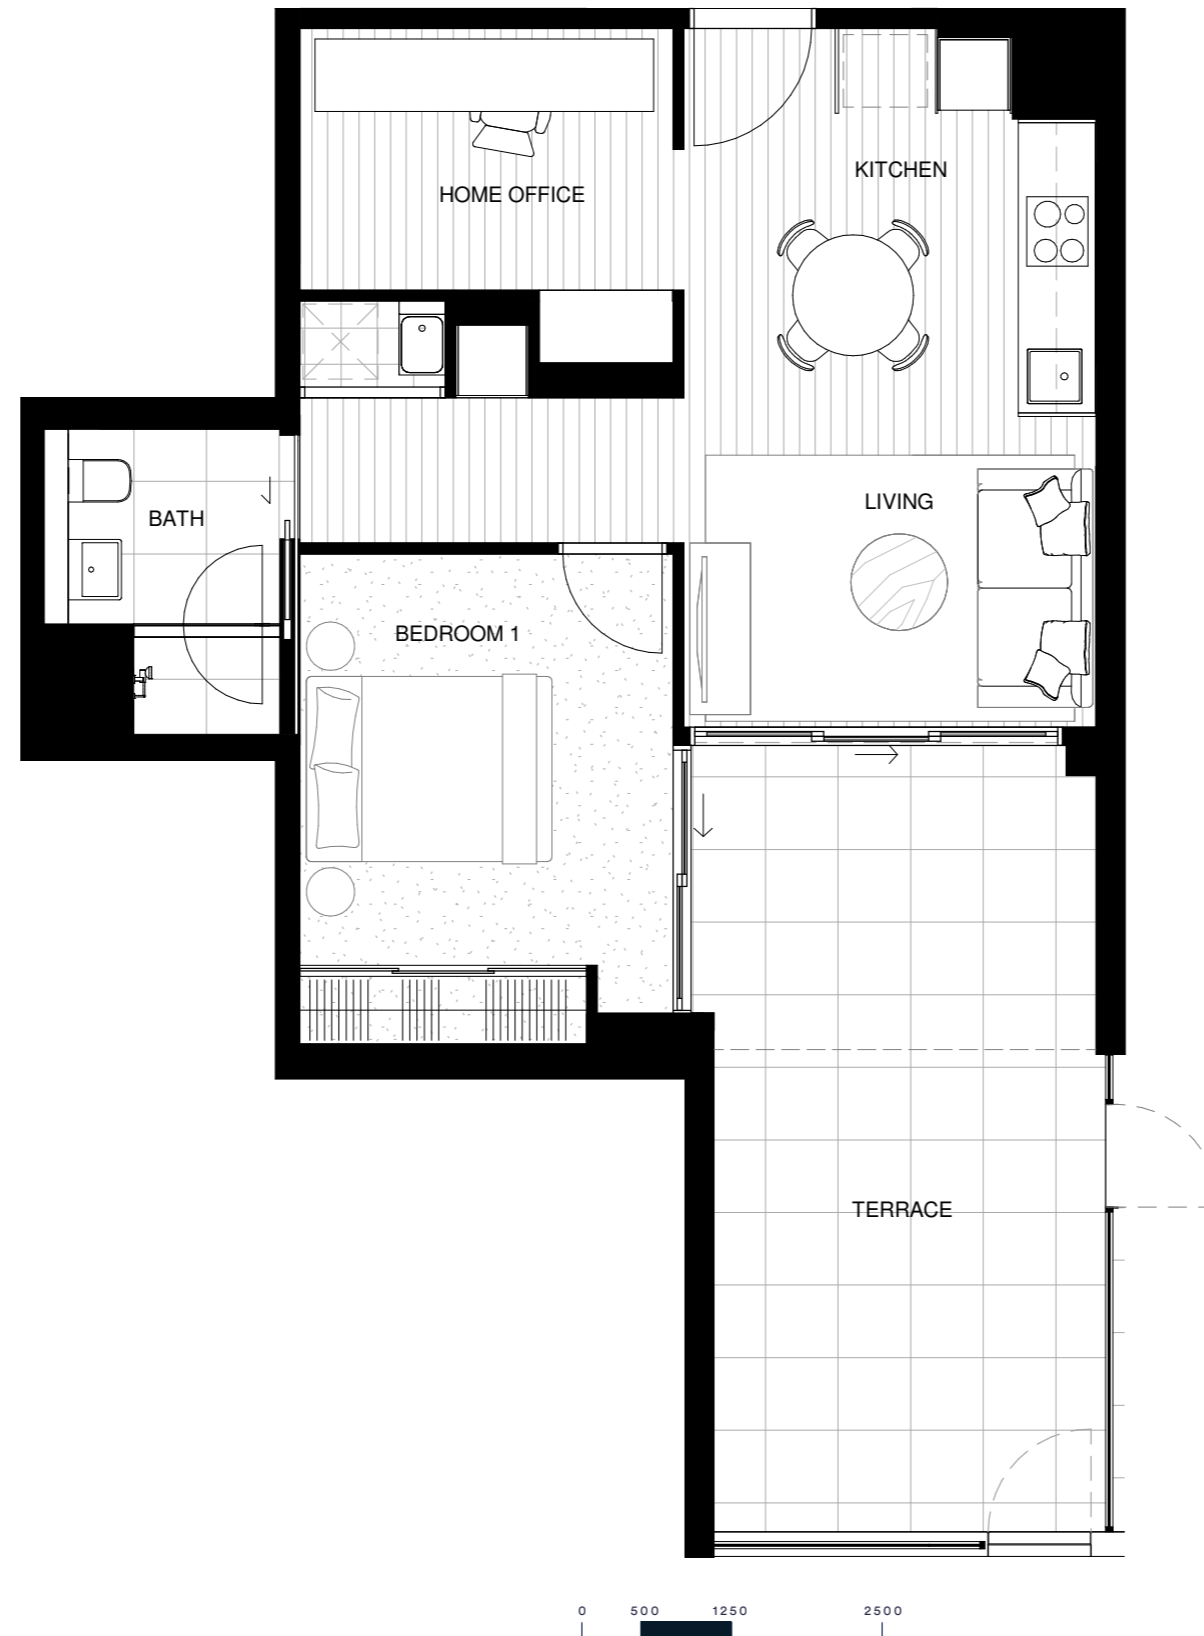 KITCHEN
HOME OFFICE
LIVING
BATH
BEDROOM 1
TERRACE
0 500 1250 2500